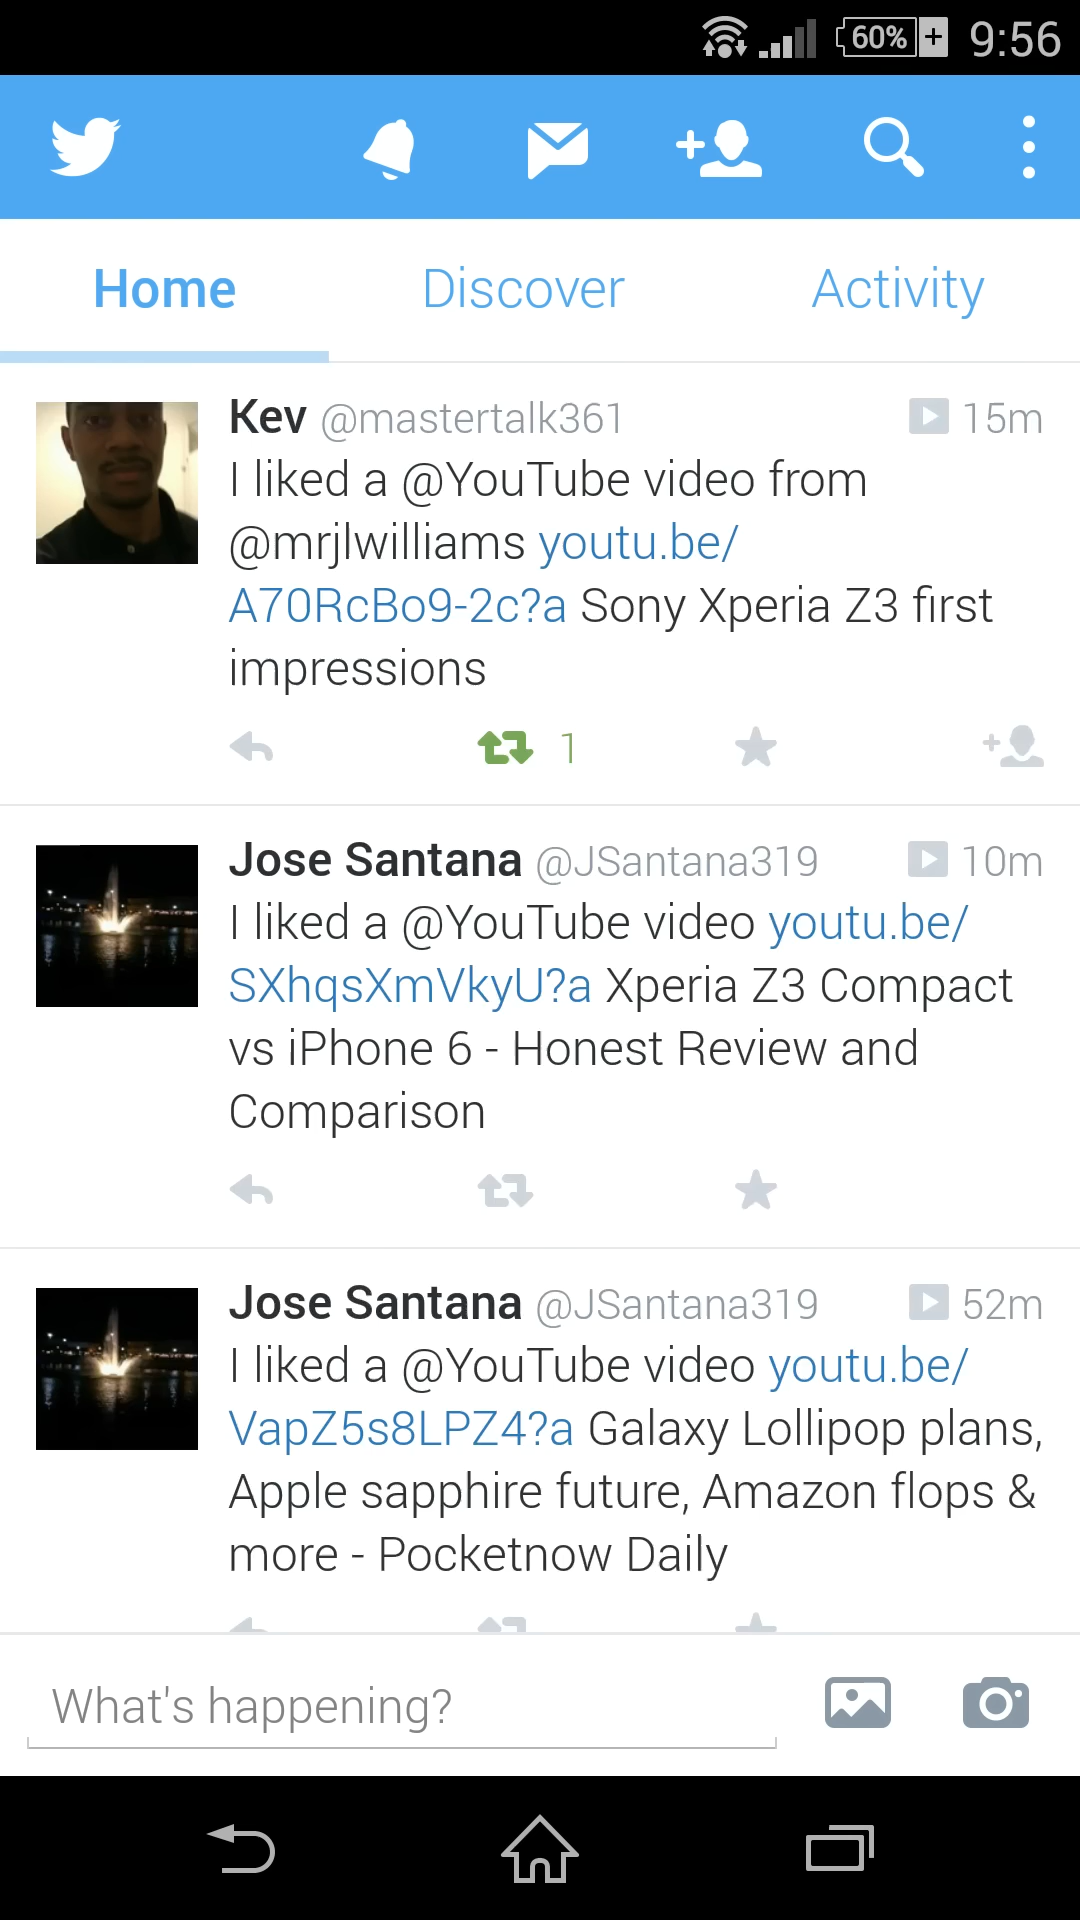 60% 9:56
Home Discover Activity
Kev @mastertalk361 15m
I liked a @YouTube video from
@mrjlwilliams youtu.be/
A70RcBo9-2c?a Sony Xperia Z3 first
impressions
1
Jose Santana @JSantana319 10m
I liked a @YouTube video youtu.be/
SXhqsXmVkyU?a Xperia Z3 Compact
vs iPhone 6 - Honest Review and
Comparison
Jose Santana @JSantana319 52m
I liked a @YouTube video youtu.be/
VapZ5s8LPZ4?a Galaxy Lollipop plans,
Apple sapphire future, Amazon flops &
more - Pocketnow Daily
What's happening?